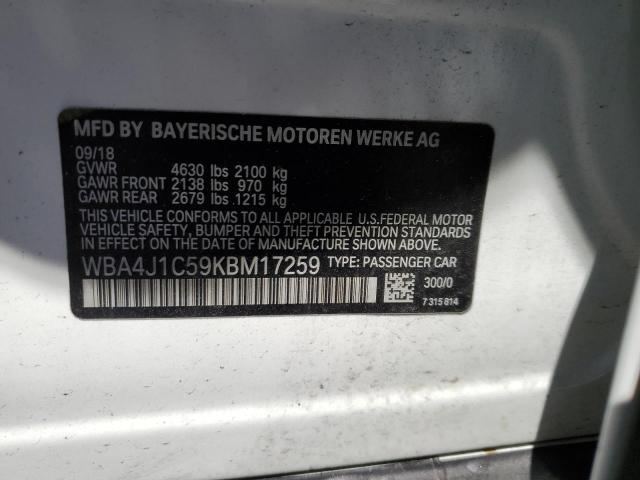 MFD BY BAYERISCHE MOTOREN WERKE AG
09/18
GVWR 4630 lbs 2100 kg
GAWR FRONT 2138 lbs 970 kg
GAWR REAR 2679 lbs 1215 kg
THIS VEHICLE CONFORMS TO ALL APPLICABLE U.S.FEDERAL MOTOR
VEHICLE SAFETY, BUMPER AND THEFT PREVENTION STANDARDS
IN EFFECT ON THE DATE OF MANUFACTURE SHOWN ABOVE.
WBA4J1C59KBM17259 TYPE: PASSENGER CAR
300/0
7 315 814